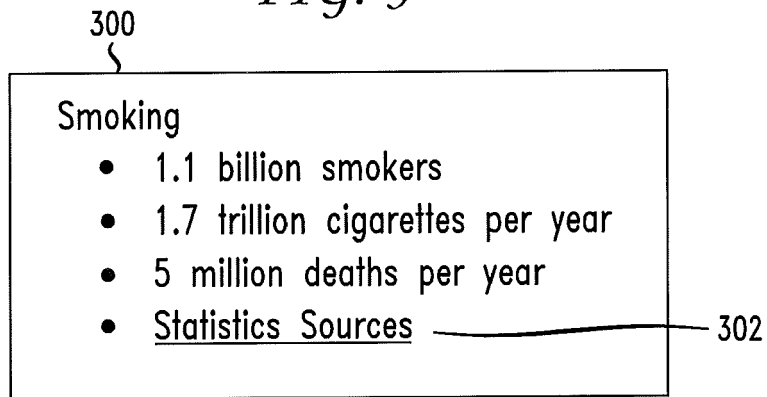 300
Smoking
• 1.1 billion smokers
• 1.7 trillion cigarettes per year
• 5 million deaths per year
• Statistics Sources
302